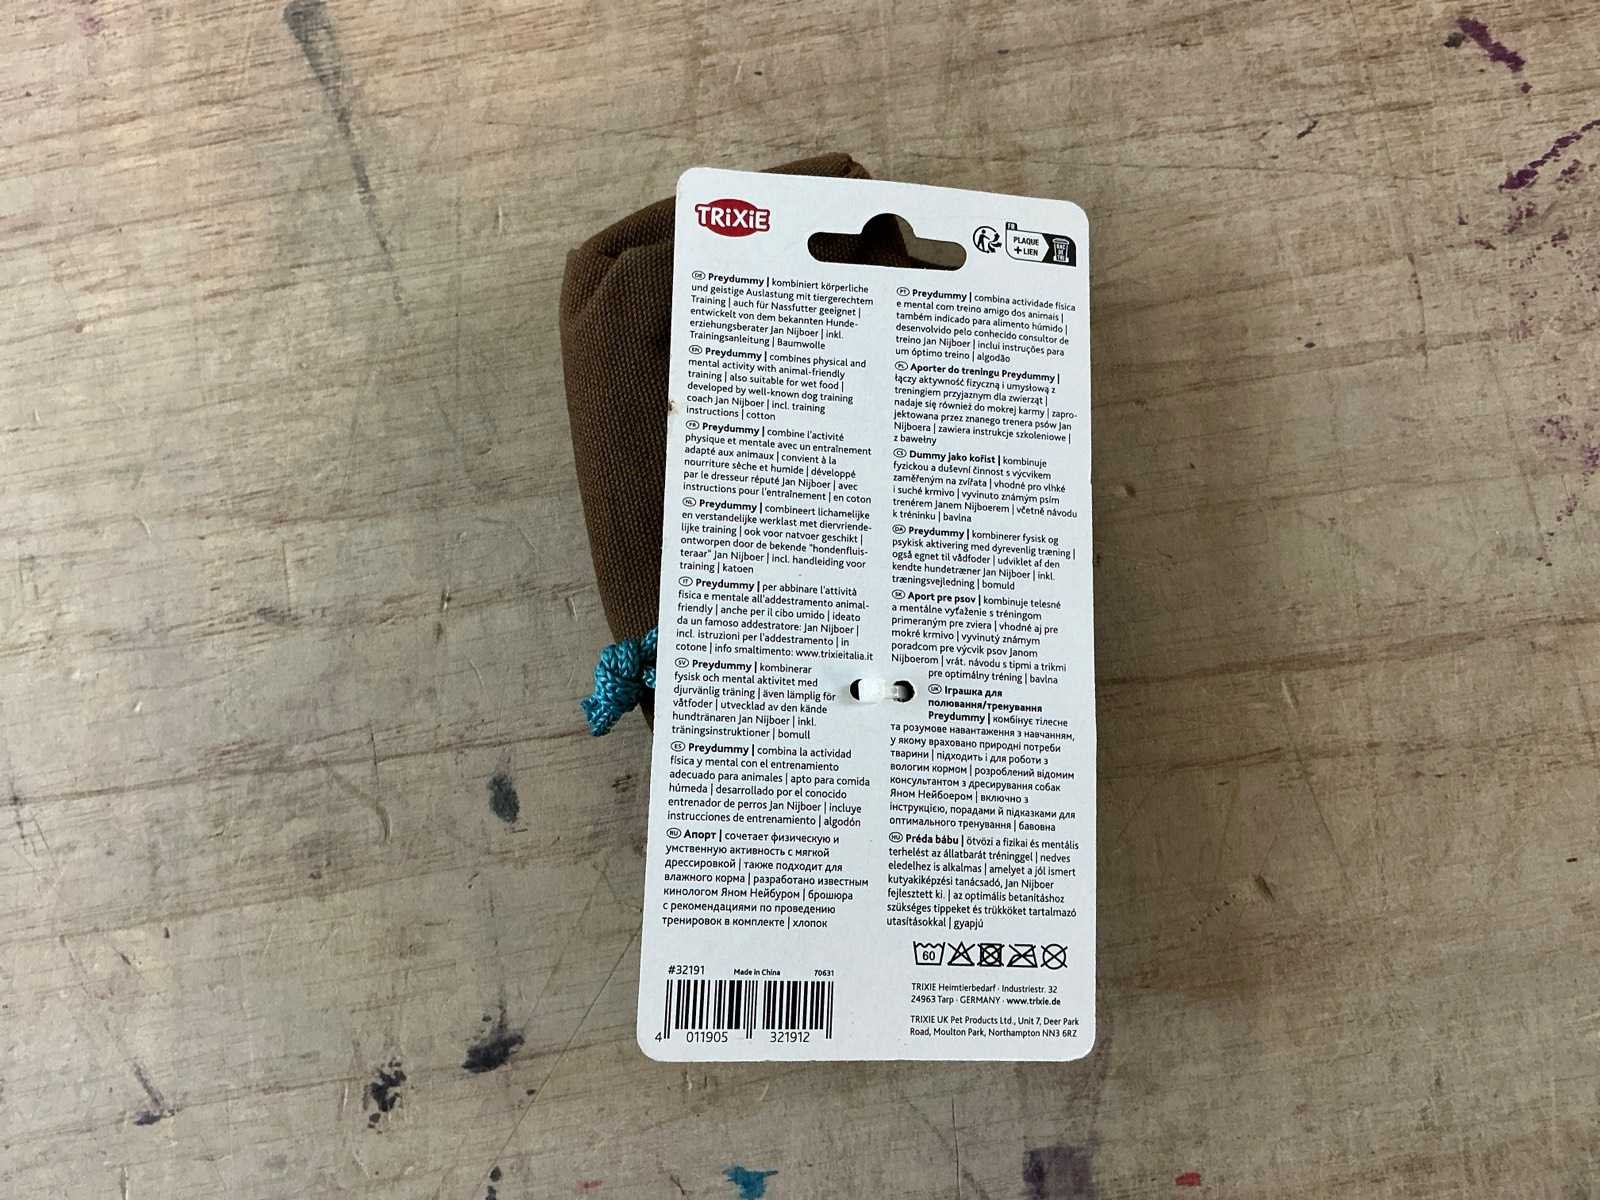 TRiXiE
FR
PLAQUE
+ LIEN
BAC
DE
TRI
DE Preydummy | kombiniert körperliche
und geistige Auslastung mit tiergerechtem
Training | auch für Nassfutter geeignet |
entwickelt von dem bekannten Hunde-
erziehungsberater Jan Nijboer | inkl.
Trainingsanleitung | Baumwolle
EN Preydummy | combines physical and
mental activity with animal-friendly
training | also suitable for wet food |
developed by well-known dog training
coach Jan Nijboer | incl. training
instructions | cotton
FR Preydummy | combine l'activité
physique et mentale avec un entraînement
adapté aux animaux | convient à la
nourriture sèche et humide | développé
par le dresseur réputé Jan Nijboer | avec
instructions pour l'entraînement | en coton
NL Preydummy | combineert lichamelijke
en verstandelijke werklast met diervriende-
lijke training | ook voor natvoer geschikt |
ontworpen door de bekende "hondenfluis-
teraar" Jan Nijboer | incl. handleiding voor
training | katoen
IT Preydummy | per abbinare l'attività
fisica e mentale all'addestramento animal-
friendly | anche per il cibo umido | ideato
da un famoso addestratore: Jan Nijboer |
incl. istruzioni per l'addestramento | in
cotone | info smaltimento: www.trixieitalia.it
SV Preydummy | kombinerar
fysisk och mental aktivitet med
djurvänlig träning | även lämplig för
våtfoder | utvecklad av den kände
hundtränaren Jan Nijboer | inkl.
träningsinstruktioner | bomull
ES Preydummy | combina la actividad
física y mental con el entrenamiento
adecuado para animales | apto para comida
húmeda | desarrollado por el conocido
entrenador de perros Jan Nijboer | incluye
instrucciones de entrenamiento | algodón
RU Апорт | сочетает физическую и
умственную активность с мягкой
дрессировкой | также подходит для
влажного корма | разработано известным
кинологом Яном Нейбуром | брошюра
с рекомендациями по проведению
тренировок в комплекте | хлопок
PT Preydummy | combina actividade física
e mental com treino amigo dos animais |
também indicado para alimento húmido |
desenvolvido pelo conhecido consultor de
treino Jan Nijboer | inclui instruções para
um óptimo treino | algodão
PL Aporter do treningu Preydummy |
łączy aktywność fizyczną i umysłową z
treningiem przyjaznym dla zwierząt |
nadaje się również do mokrej karmy | zapro-
jektowana przez znanego trenera psów Jan
Nijboera | zawiera instrukcje szkoleniowe |
z bawełny
CS Dummy jako kořist | kombinuje
fyzickou a duševní činnost s výcvikem
zaměřeným na zvířata | vhodné pro vlhké
i suché krmivo | vyvinuto známým psím
trenérem Janem Nijboerem | včetně návodu
k tréninku | bavlna
DA Preydummy | kombinerer fysisk og
psykisk aktivering med dyrevenlig træning |
også egnet til vådfoder | udviklet af den
kendte hundetræner Jan Nijboer | inkl.
træningsvejledning | bomuld
SK Aport pre psov | kombinuje telesné
a mentálne vyťaženie s tréningom
primeraným pre zviera | vhodné aj pre
mokré krmivo | vyvinutý známym
poradcom pre výcvik psov Janom
Nijboerom | vrát. návodu s tipmi a trikmi
pre optimálny tréning | bavlna
UK Іграшка для
полювання/тренування
Preydummy | комбінує тілесне
та розумове навантаження з навчанням,
у якому враховано природні потреби
тварини | підходить і для роботи з
вологим кормом | розроблений відомим
консультантом з дресирування собак
Яном Нейбоером | включно з
інструкцією, порадами й підказками для
оптимального тренування | бавовна
HU Préda bábu | ötvözi a fizikai és mentális
terhelést az állatbarát tréninggel | nedves
eledelhez is alkalmas | amelyet a jól ismert
kutyakiképzési tanácsadó, Jan Nijboer
fejlesztett ki. | az optimális betanításhoz
szükséges tippeket és trükköket tartalmazó
utasításokkal | gyapjú
60
#32191 Made in China 70631
4 011905 321912
TRIXIE Heimtierbedarf · Industriestr. 32
24963 Tarp · GERMANY · www.trixie.de
TRIXIE UK Pet Products Ltd., Unit 7, Deer Park
Road, Moulton Park, Northampton NN3 6RZ